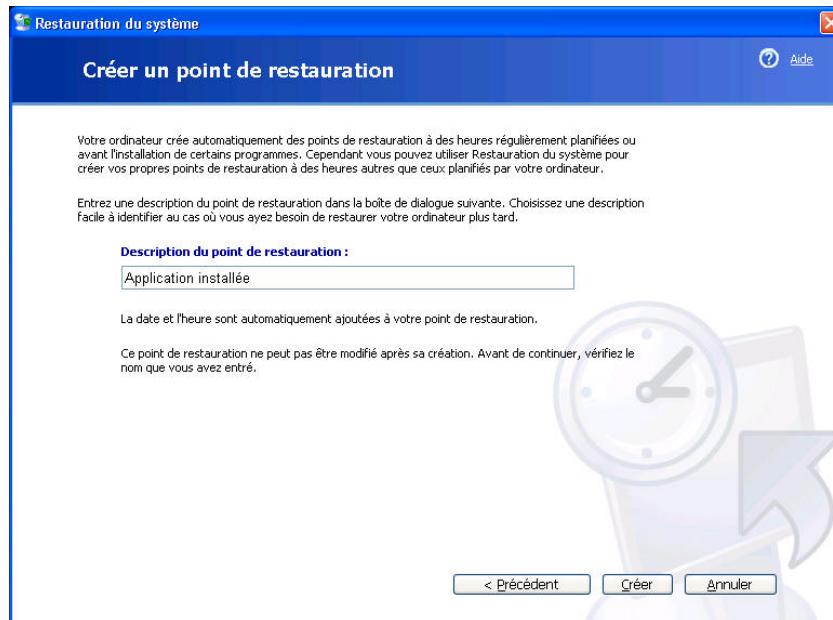 Restauration du système
Créer un point de restauration
Aide
Votre ordinateur crée automatiquement des points de restauration à des heures régulièrement planifiées ou
avant l'installation de certains programmes. Cependant vous pouvez utiliser Restauration du système pour
créer vos propres points de restauration à des heures autres que ceux planifiés par votre ordinateur.
Entrez une description du point de restauration dans la boîte de dialogue suivante. Choisissez une description
facile à identifier au cas où vous ayez besoin de restaurer votre ordinateur plus tard.
Description du point de restauration :
Application installée
La date et l'heure sont automatiquement ajoutées à votre point de restauration.
Ce point de restauration ne peut pas être modifié après sa création. Avant de continuer, vérifiez le
nom que vous avez entré.
< Précédent
Créer
Annuler